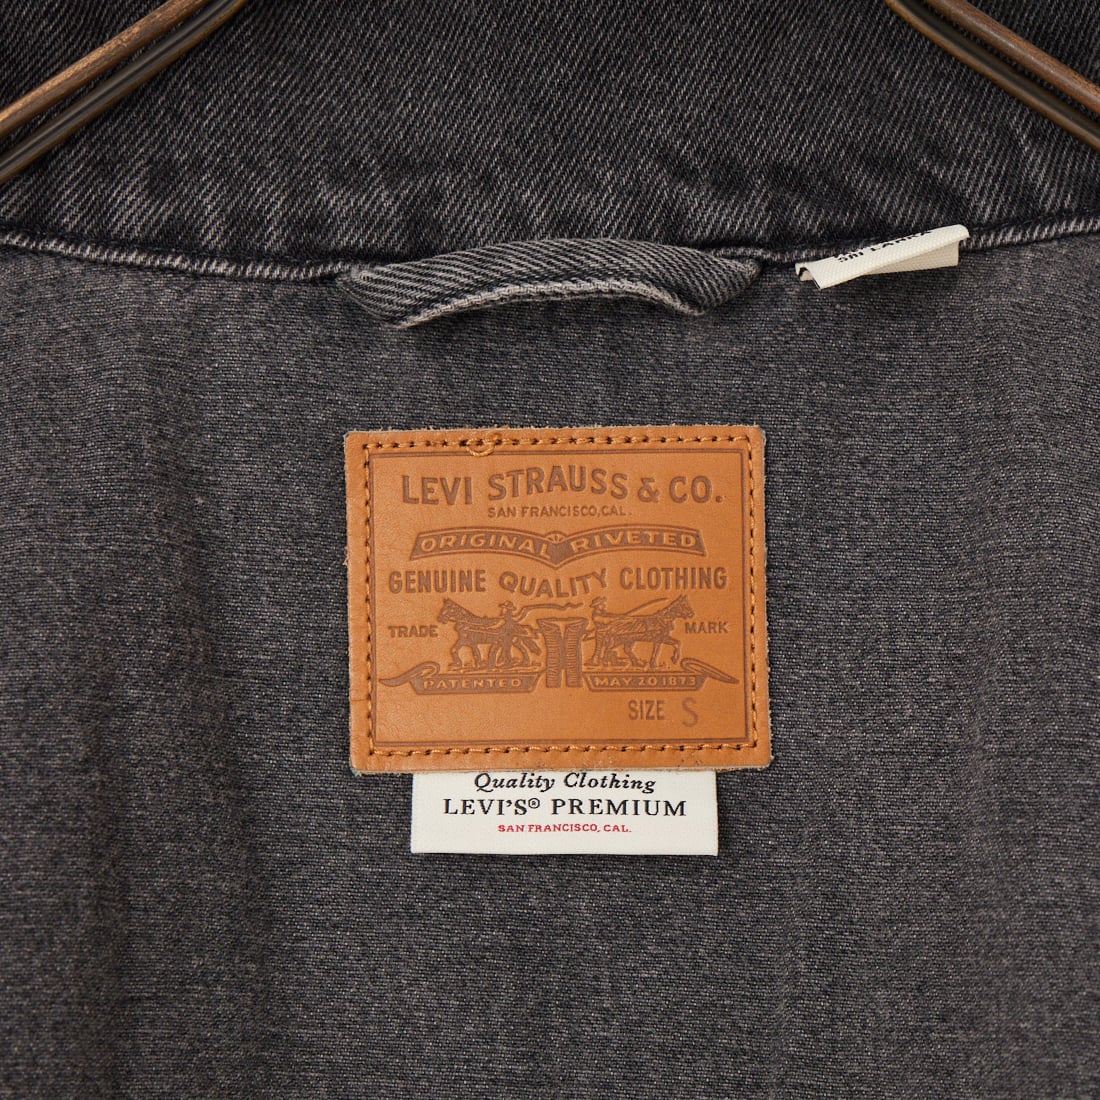 LEVI STRAUSS & CO.
SAN FRANCISCO, CAL.
ORIGINAL RIVETED
GENUINE QUALITY CLOTHING
TRADE MARK
PATENTED MAY 20 1873
SIZE S
Quality Clothing
LEVI'S® PREMIUM
SAN FRANCISCO, CAL.